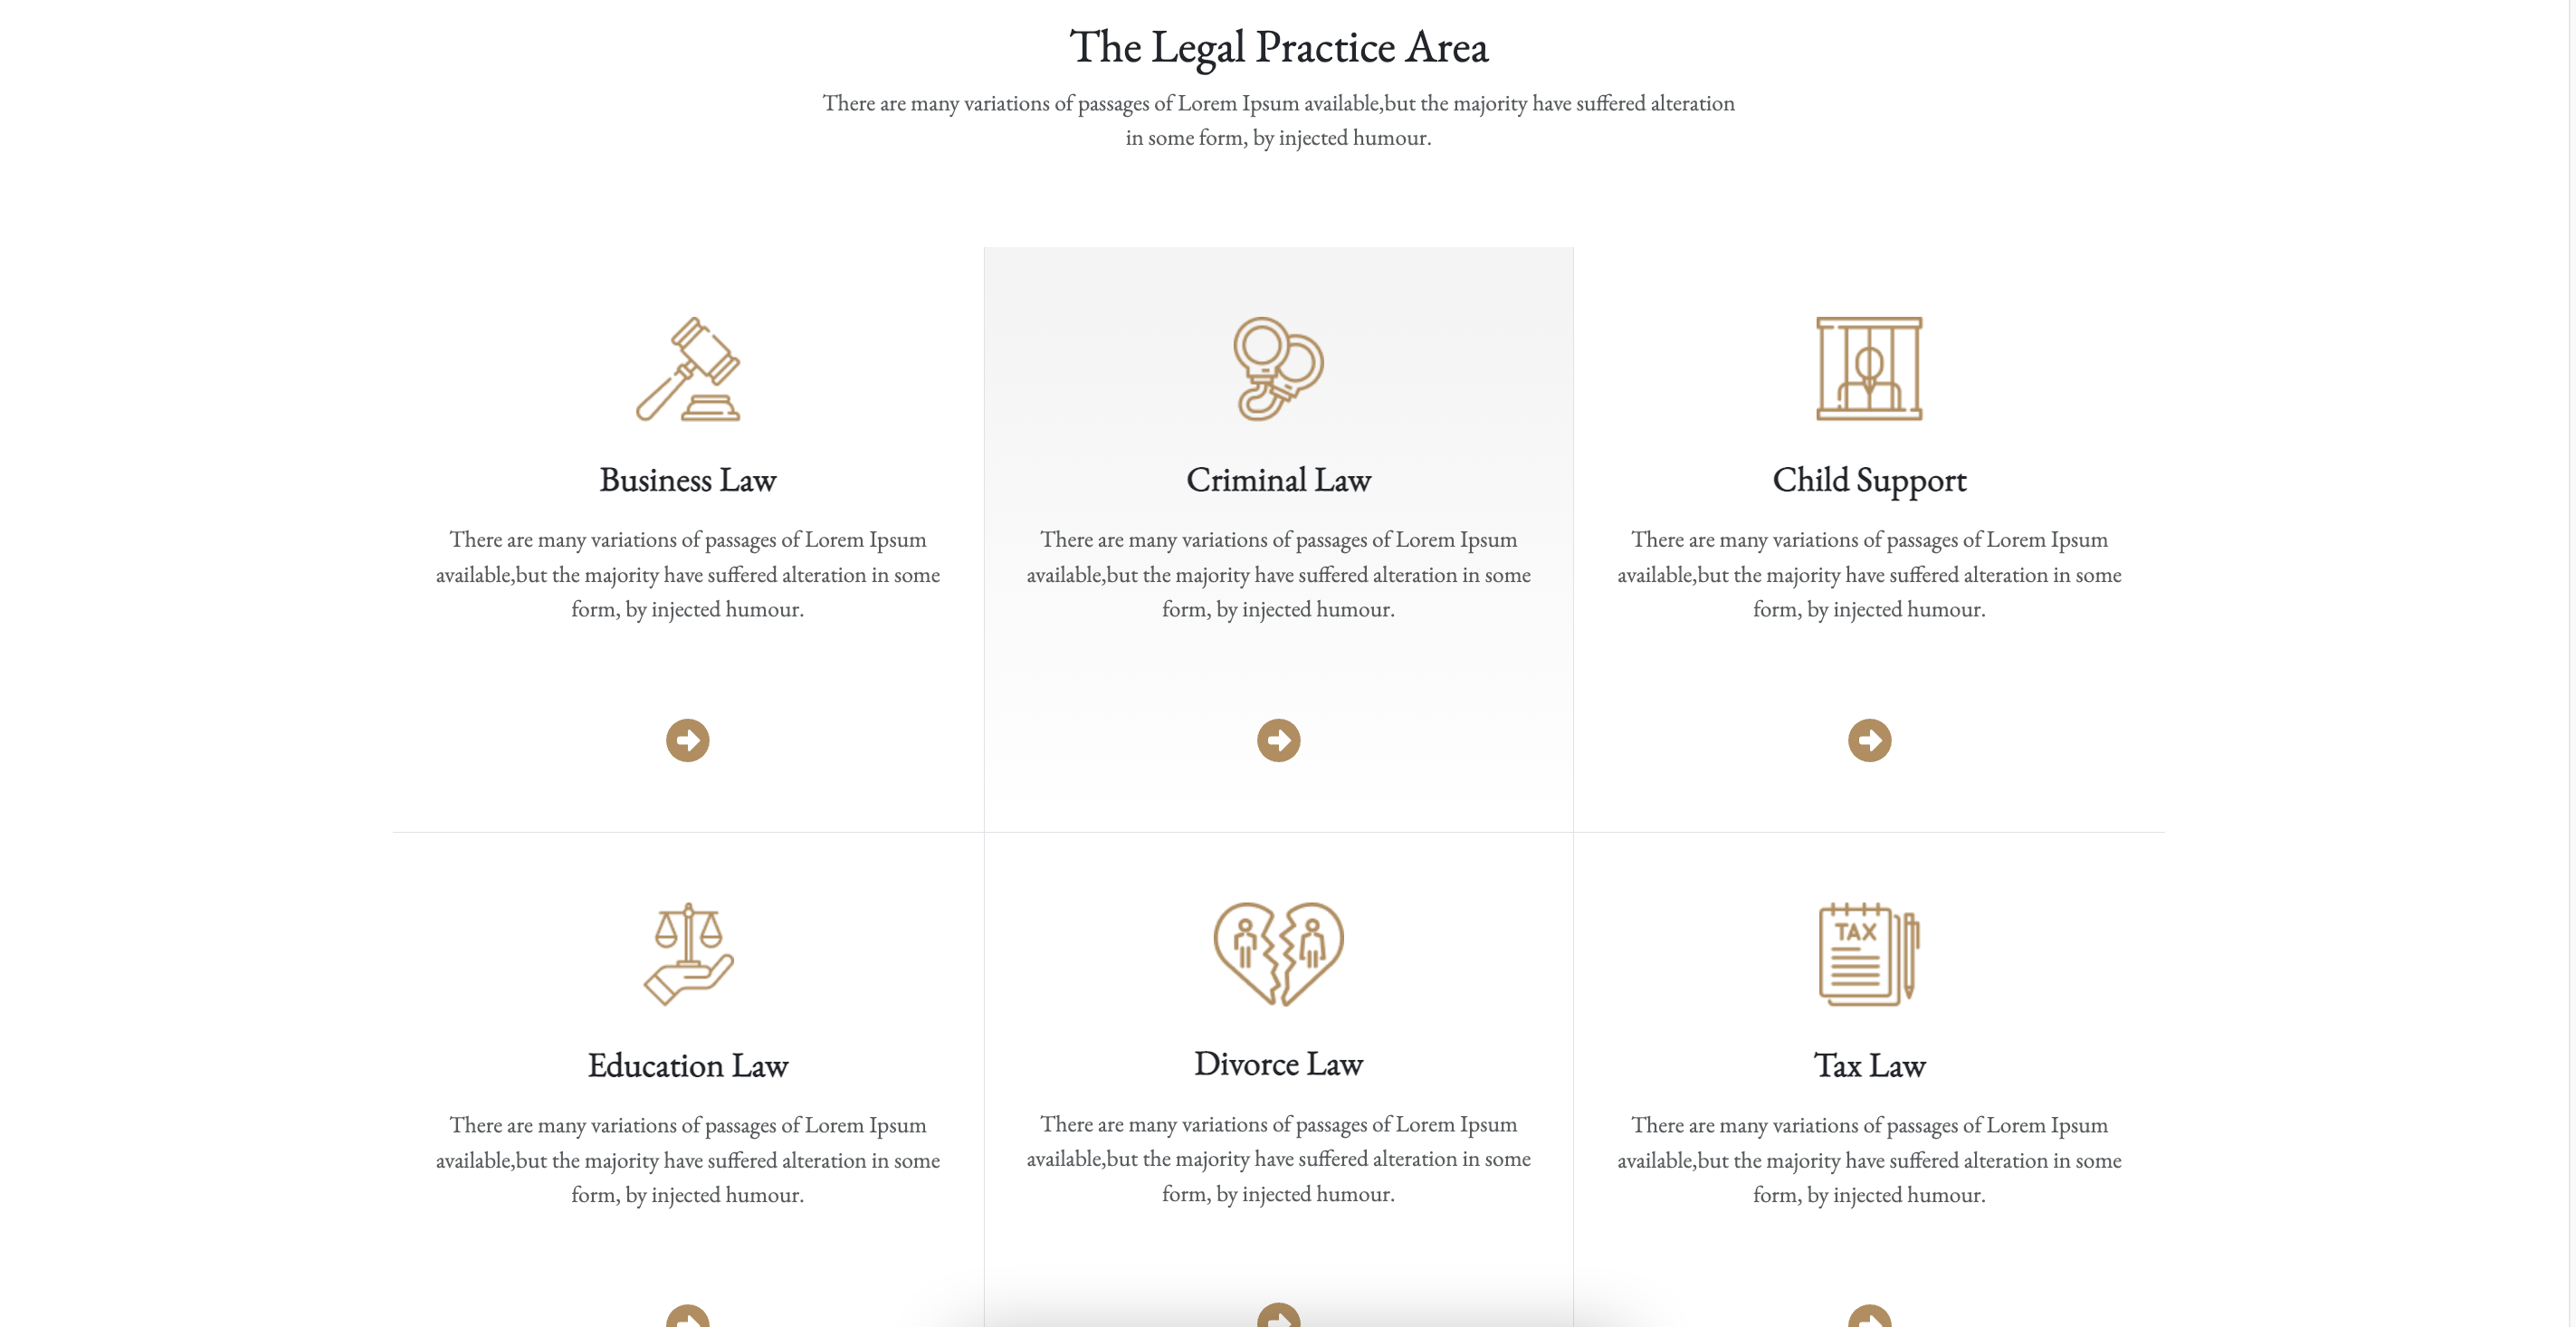 The Legal Practice Area
There are many variations of passages of Lorem Ipsum available,but the majority have suffered alteration
in some form, by injected humour.
Business Law
There are many variations of passages of Lorem Ipsum
available,but the majority have suffered alteration in some
form, by injected humour.
Criminal Law
There are many variations of passages of Lorem Ipsum
available,but the majority have suffered alteration in some
form, by injected humour.
Child Support
There are many variations of passages of Lorem Ipsum
available,but the majority have suffered alteration in some
form, by injected humour.
Education Law
There are many variations of passages of Lorem Ipsum
available,but the majority have suffered alteration in some
form, by injected humour.
Divorce Law
There are many variations of passages of Lorem Ipsum
available,but the majority have suffered alteration in some
form, by injected humour.
TAX
Tax Law
There are many variations of passages of Lorem Ipsum
available,but the majority have suffered alteration in some
form, by injected humour.